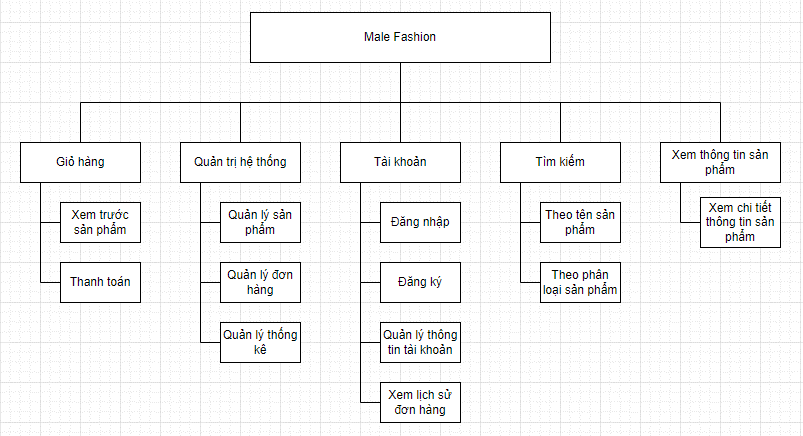 Male Fashion
Giỏ hàng
Quản trị hệ thống
Tài khoản
Tìm kiếm
Xem thông tin sản
phẩm
Xem trước
sản phẩm
Thanh toán
Quản lý sản
phẩm
Quản lý đơn
hàng
Quản lý thống
kê
Đăng nhập
Đăng ký
Quản lý thông
tin tài khoản
Xem lịch sử
đơn hàng
Theo tên sản
phẩm
Theo phân
loại sản phẩm
Xem chi tiết
thông tin sản
phẩm